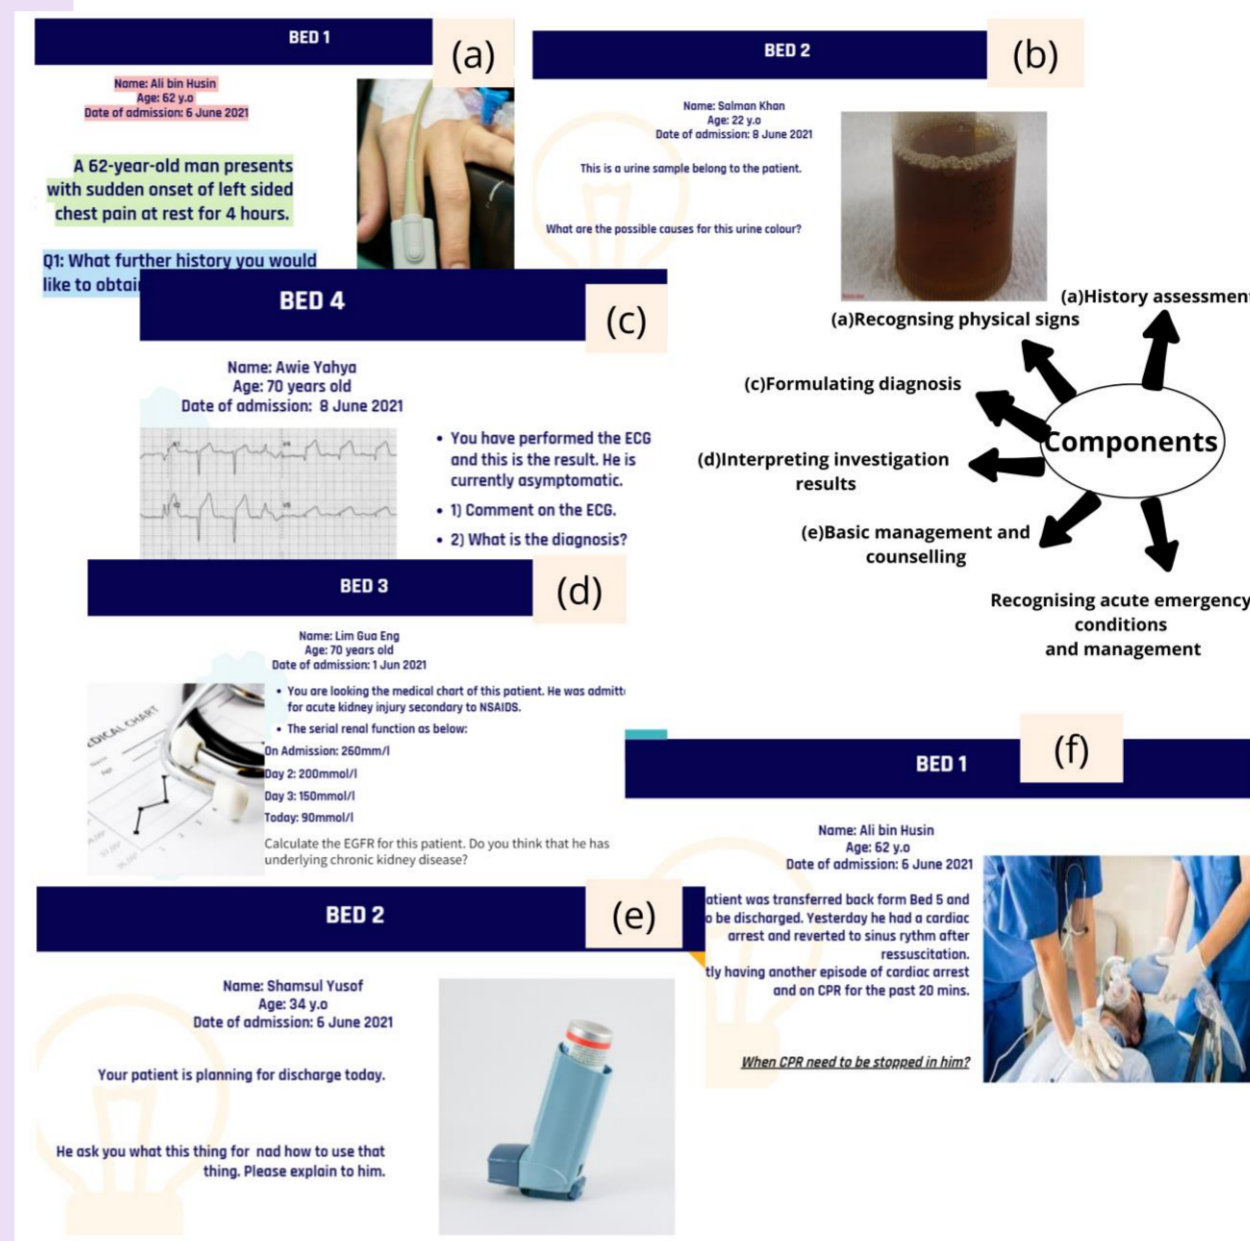 BED 1
(a)
Name: Ali bin Husin
Age: 62 y.o
Date of admission: 6 June 2021
A 62-year-old man presents
with sudden onset of left sided
chest pain at rest for 4 hours.
Q1: What further history you would
like to obtai
BED 2
(b)
Name: Salman Khan
Age: 22 y.o
Date of admission: 8 June 2021
This is a urine sample belong to the patient.
What are the possible causes for this urine colour?
BED 4
(c)
Name: Awie Yahya
Age: 70 years old
Date of admission: 8 June 2021
• You have performed the ECG
and this is the result. He is
currently asymptomatic.
• 1) Comment on the ECG.
• 2) What is the diagnosis?
(a)History assessment
(a)Recognsing physical signs
(c)Formulating diagnosis
Components
(d)Interpreting investigation
results
(e)Basic management and
counselling
Recognising acute emergency
conditions
and management
BED 3
(d)
Name: Lim Gua Eng
Age: 70 years old
Date of admission: 1 Jun 2021
• You are looking the medical chart of this patient. He was admitt
for acute kidney injury secondary to NSAIDS.
• The serial renal function as below:
On Admission: 260mm/l
Day 2: 200mmol/l
Day 3: 150mmol/l
Today: 90mmol/l
Calculate the EGFR for this patient. Do you think that he has
underlying chronic kidney disease?
EDICAL CHART
BED 1
(f)
Name: Ali bin Husin
Age: 62 y.o
Date of admission: 6 June 2021
atient was transferred back form Bed 5 and
o be discharged. Yesterday he had a cardiac
arrest and reverted to sinus rythm after
ressuscitation.
tly having another episode of cardiac arrest
and on CPR for the past 20 mins.
When CPR need to be stopped in him?
BED 2
(e)
Name: Shamsul Yusof
Age: 34 y.o
Date of admission: 6 June 2021
Your patient is planning for discharge today.
He ask you what this thing for nad how to use that
thing. Please explain to him.